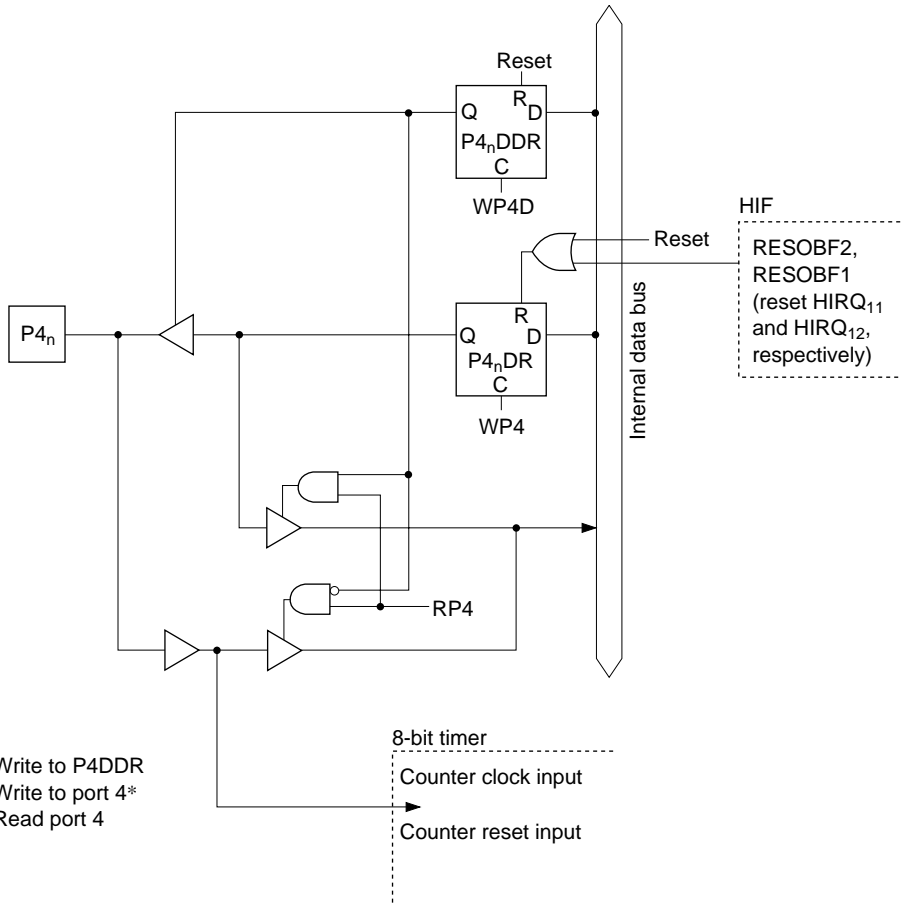 Reset
R
Q D
P4nDDR
C
WP4D
HIF
Reset
RESOBF2,
RESOBF1
(reset HIRQ11
and HIRQ12,
respectively)
P4n
R
Q D
P4nDR
C
WP4
Internal data bus
RP4
8-bit timer
Write to P4DDR
Counter clock input
Write to port 4*
Read port 4
Counter reset input